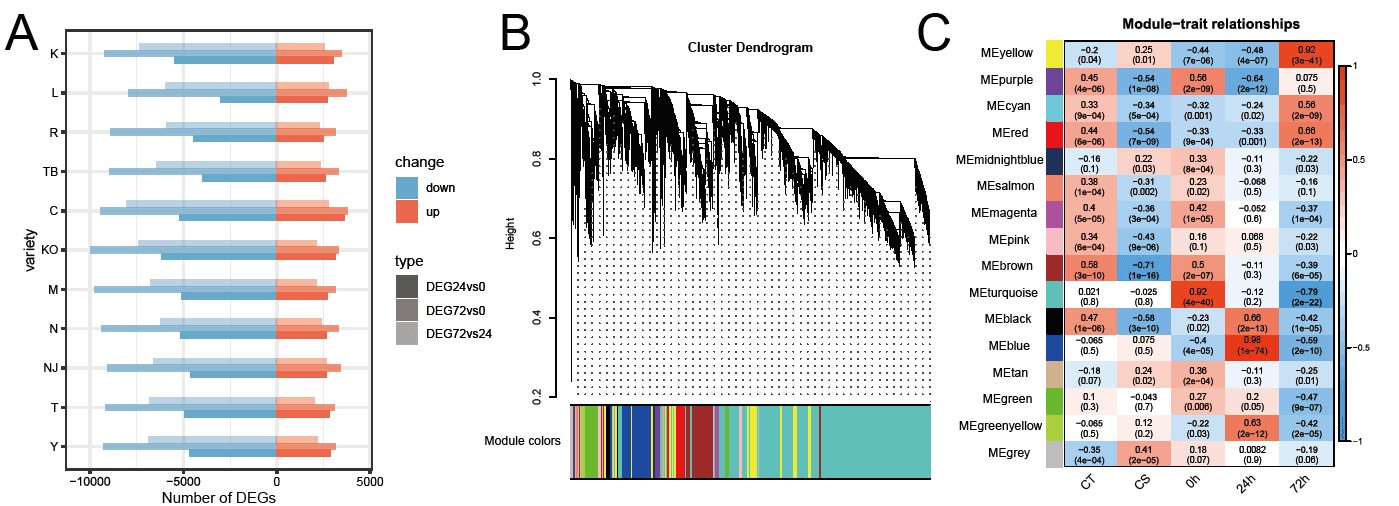 A
variety
K
L
R
TB
C
KO
M
N
NJ
T
Y
−10000 −5000 0 5000
Number of DEGs
change
down
up
type
DEG24vs0
DEG72vs0
DEG72vs24
B
Cluster Dendrogram
Height
1.0
0.8
0.6
0.4
0.2
Module colors
C
Module−trait relationships
MEyellow −0.2 0.25 −0.44 −0.48 0.92
(0.04) (0.01) (7e−06) (4e−07) (3e−41)
MEpurple 0.45 −0.54 0.56 −0.64 0.075
(4e−06) (1e−08) (2e−09) (2e−12) (0.5)
MEcyan 0.33 −0.34 −0.32 −0.24 0.56
(9e−04) (5e−04) (0.001) (0.02) (2e−09)
MEred 0.44 −0.54 −0.33 −0.33 0.66
(6e−06) (7e−09) (9e−04) (0.001) (2e−13)
MEmidnightblue −0.16 0.22 0.33 −0.11 −0.22
(0.1) (0.03) (8e−04) (0.3) (0.03)
MEsalmon 0.38 −0.31 0.23 −0.068 −0.16
(1e−04) (0.002) (0.02) (0.5) (0.1)
MEmagenta 0.4 −0.36 0.42 −0.052 −0.37
(5e−05) (3e−04) (1e−05) (0.6) (1e−04)
MEpink 0.34 −0.43 0.16 0.068 −0.22
(6e−04) (9e−06) (0.1) (0.5) (0.03)
MEbrown 0.58 −0.71 0.5 −0.11 −0.39
(3e−10) (1e−16) (2e−07) (0.3) (6e−05)
MEturquoise 0.021 −0.025 0.92 −0.12 −0.79
(0.8) (0.8) (4e−40) (0.2) (2e−22)
MEblack 0.47 −0.58 −0.23 0.66 −0.42
(1e−06) (3e−10) (0.02) (2e−13) (1e−05)
MEblue −0.065 0.075 −0.4 0.98 −0.59
(0.5) (0.5) (4e−05) (1e−74) (2e−10)
MEtan −0.18 0.24 0.36 −0.11 −0.25
(0.07) (0.02) (2e−04) (0.3) (0.01)
MEgreen 0.1 −0.043 0.27 0.2 −0.47
(0.3) (0.7) (0.006) (0.05) (9e−07)
MEgreenyellow −0.065 0.12 −0.22 0.63 −0.42
(0.5) (0.2) (0.03) (2e−12) (2e−05)
MEgrey −0.35 0.41 0.18 0.0082 −0.19
(4e−04) (2e−05) (0.07) (0.9) (0.06)
CT CS 0h 24h 72h
1
0.5
0
−0.5
−1